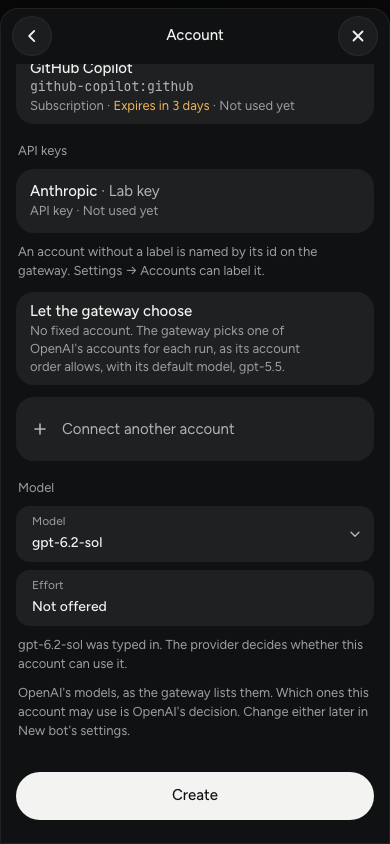 Account
GitHub Copilot
github-copilot:github
Subscription · Expires in 3 days · Not used yet
API keys
Anthropic · Lab key
API key · Not used yet
An account without a label is named by its id on the
gateway. Settings → Accounts can label it.
Let the gateway choose
No fixed account. The gateway picks one of
OpenAI's accounts for each run, as its account
order allows, with its default model, gpt-5.5.
Connect another account
Model
Model
gpt-6.2-sol
Effort
Not offered
gpt-6.2-sol was typed in. The provider decides whether this
account can use it.
OpenAI's models, as the gateway lists them. Which ones this
account may use is OpenAI's decision. Change either later in
New bot's settings.
Create